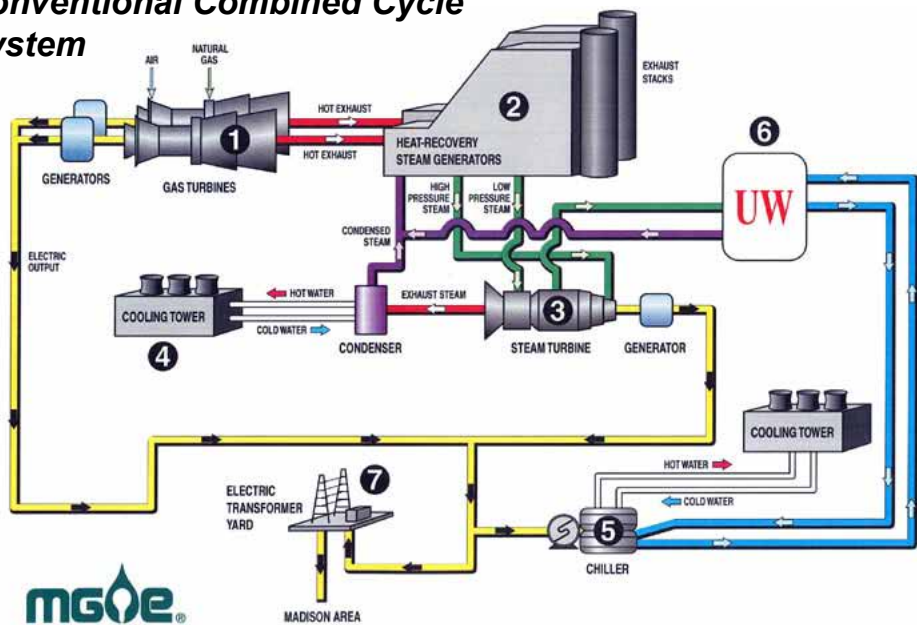 onventional Combined Cycle
ystem
AIR
NATURAL
GAS
EXHAUST
STACKS
HOT EXHAUST
HOT EXHAUST
1
2
HEAT-RECOVERY
STEAM GENERATORS
GENERATORS
GAS TURBINES
6
UW
HIGH
PRESSURE
STEAM
LOW
PRESSURE
STEAM
CONDENSED
STEAM
ELECTRIC
OUTPUT
HOT WATER
EXHAUST STEAM
COOLING TOWER
COLD WATER
4
CONDENSER
3
STEAM TURBINE
GENERATOR
COOLING TOWER
HOT WATER
COLD WATER
7
ELECTRIC
TRANSFORMER
YARD
5
CHILLER
MADISON AREA
mge®